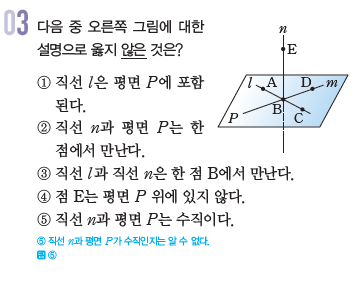 03 다음 중 오른쪽 그림에 대한
설명으로 옳지 않은 것은?
① 직선 l은 평면 P에 포함
된다.
② 직선 n과 평면 P는 한
점에서 만난다.
③ 직선 l과 직선 n은 한 점 B에서 만난다.
④ 점 E는 평면 P 위에 있지 않다.
⑤ 직선 n과 평면 P는 수직이다.
⑤ 직선 n과 평면 P가 수직인지는 알 수 없다.
답 ⑤
n
E
l A D m
B
P C